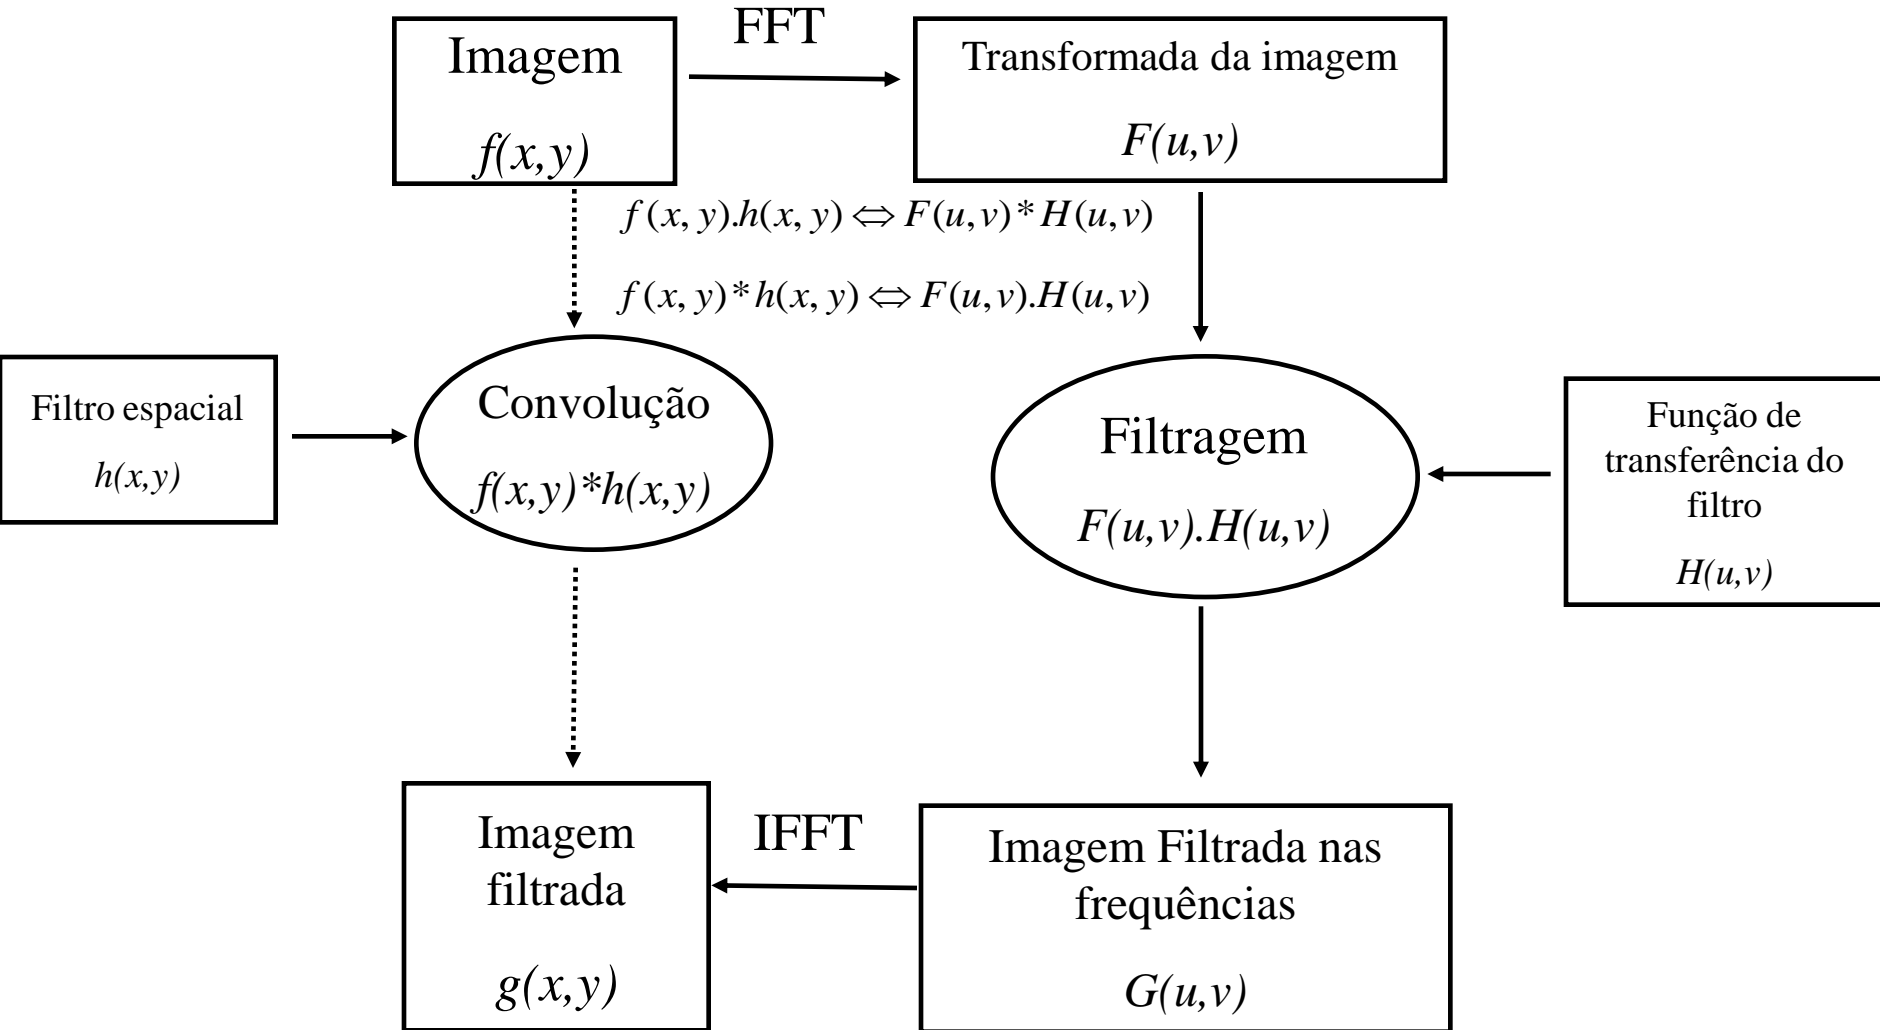 Imagem
f(x,y)
FFT
Transformada da imagem
F(u,v)
f(x, y).h(x, y) ⇔ F(u,v)*H(u,v)
f(x, y)*h(x, y) ⇔ F(u,v).H(u,v)
Filtro espacial
h(x,y)
Convolução
f(x,y)*h(x,y)
Filtragem
F(u,v).H(u,v)
Função de
transferência do
filtro
H(u,v)
Imagem
filtrada
g(x,y)
IFFT
Imagem Filtrada nas
frequências
G(u,v)